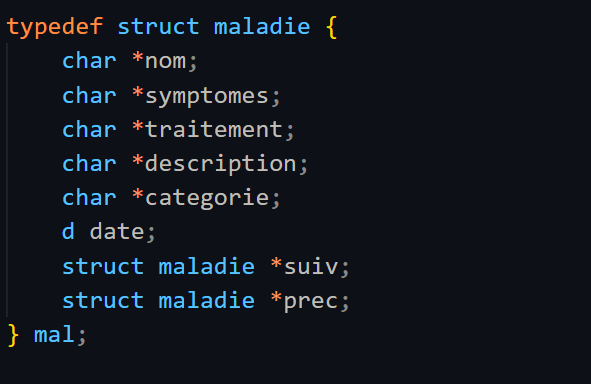 typedef struct maladie {
    char *nom;
    char *symptomes;
    char *traitement;
    char *description;
    char *categorie;
    d date;
    struct maladie *suiv;
    struct maladie *prec;
} mal;